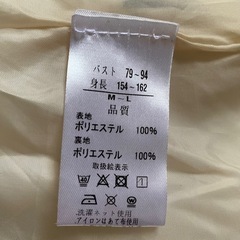 バスト 79~94
身長 154~162
M~L
品質
表地
ポリエステル 100%
裏地
ポリエステル 100%
取扱絵表示
洗濯ネット使用
アイロンはあて布使用